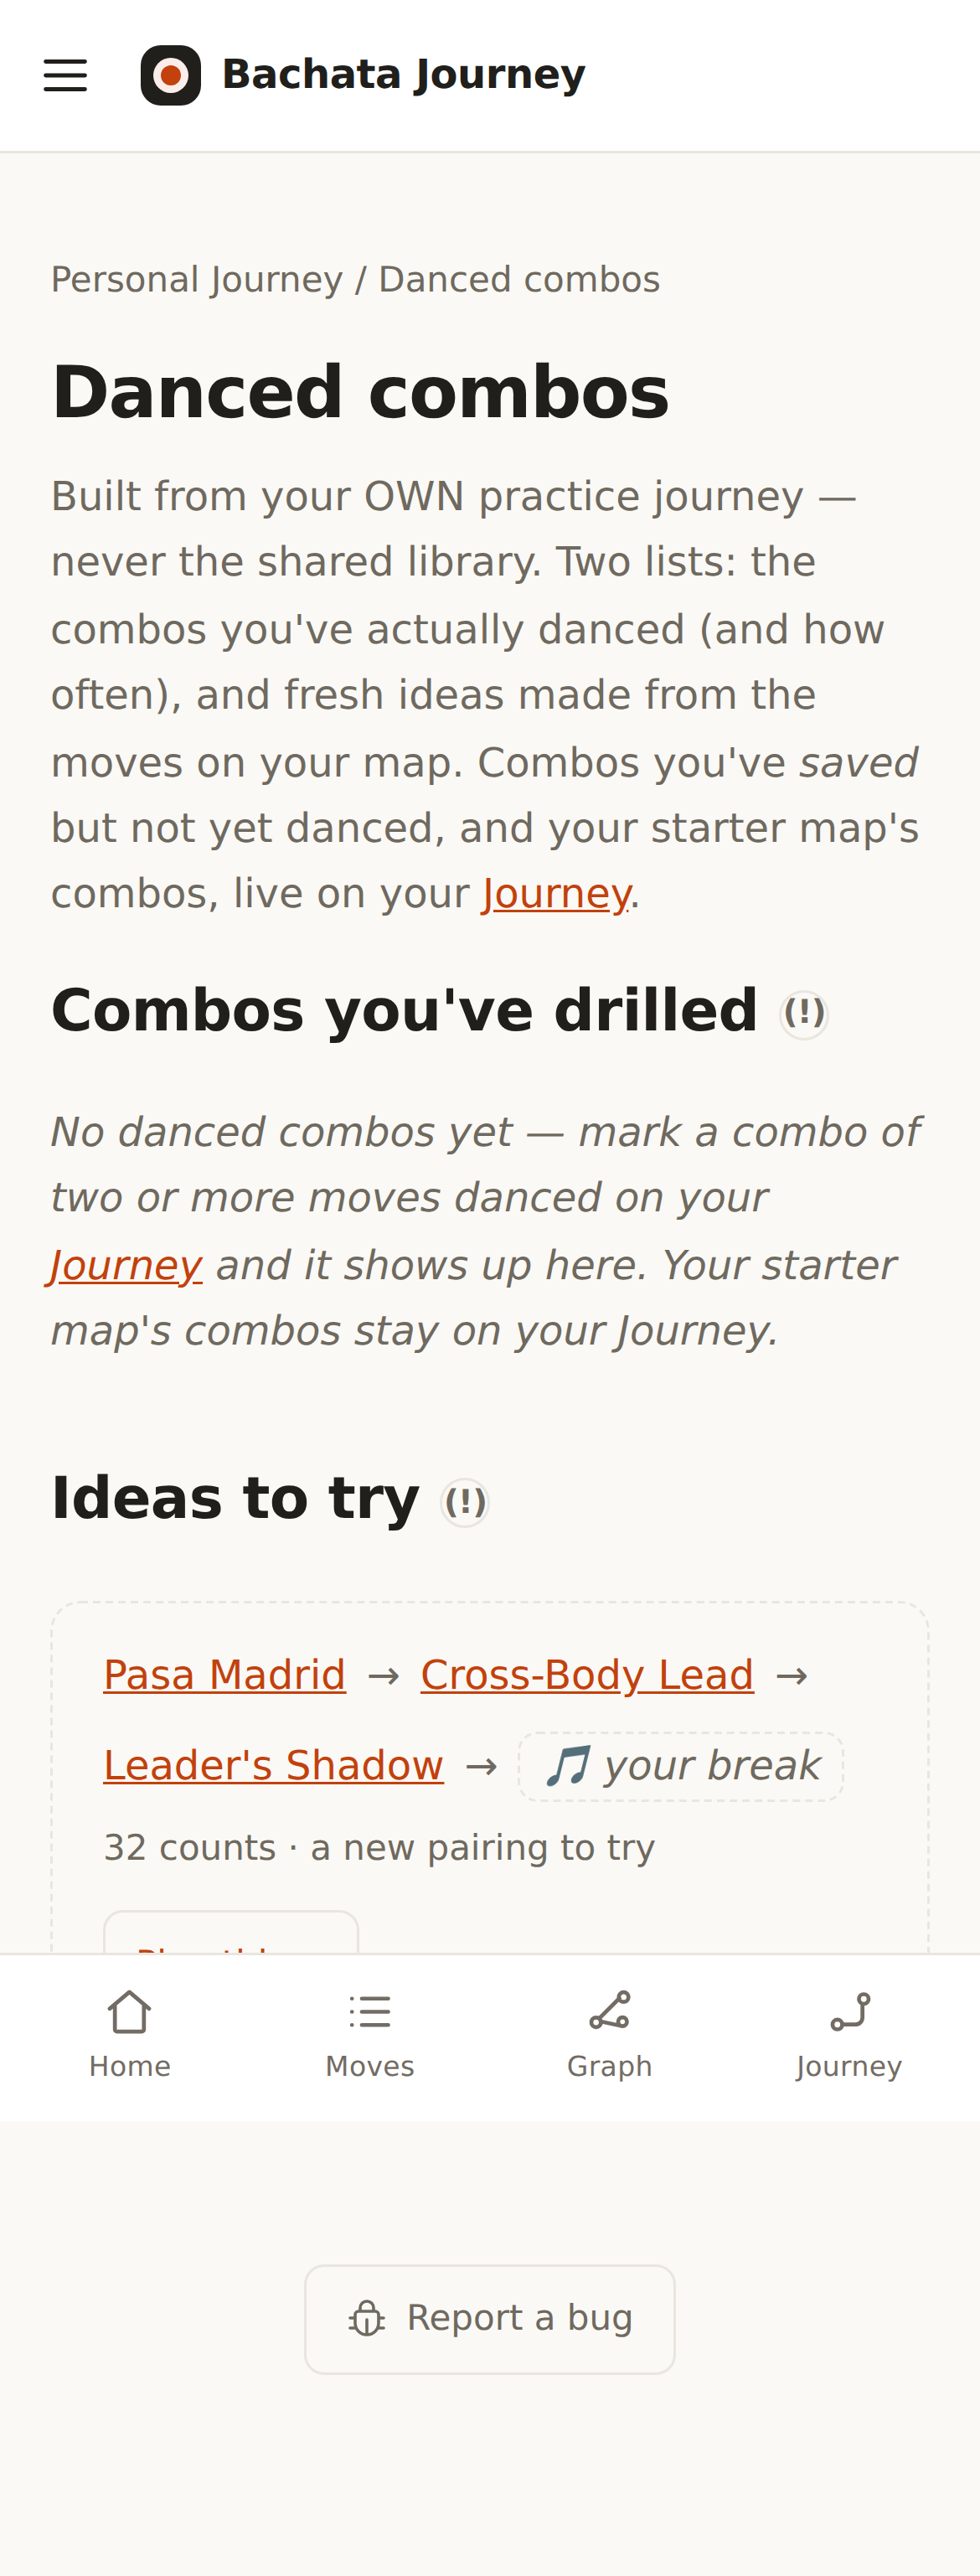 Bachata Journey
Personal Journey / Danced combos
Danced combos
Built from your OWN practice journey —
never the shared library. Two lists: the
combos you've actually danced (and how
often), and fresh ideas made from the
moves on your map. Combos you've saved
but not yet danced, and your starter map's
combos, live on your Journey.
Combos you've drilled (!)
No danced combos yet — mark a combo of
two or more moves danced on your
Journey and it shows up here. Your starter
map's combos stay on your Journey.
Ideas to try (!)
Pasa Madrid → Cross-Body Lead →
Leader's Shadow → 🎵 your break
32 counts · a new pairing to try
Home Moves Graph Journey
Report a bug